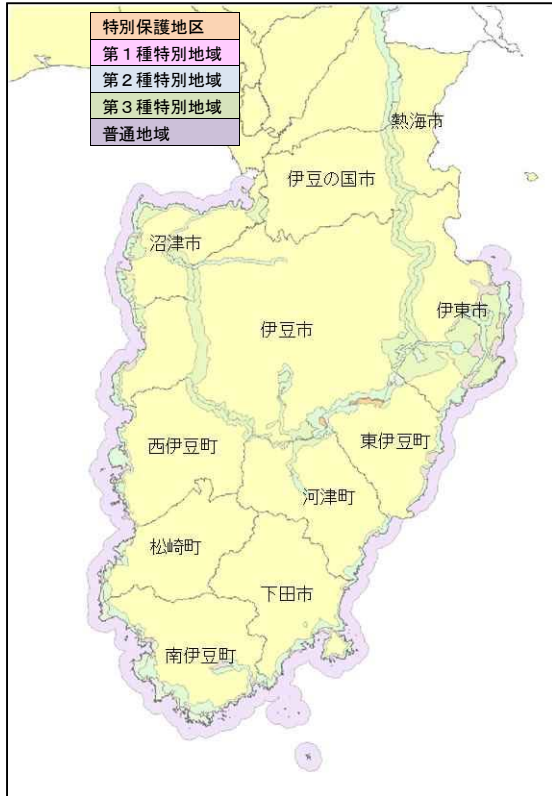 特別保護地区
第1種特別地域
第2種特別地域
第3種特別地域
普通地域
熱海市
伊豆の国市
沼津市
伊東市
伊豆市
西伊豆町
東伊豆町
河津町
松崎町
下田市
南伊豆町